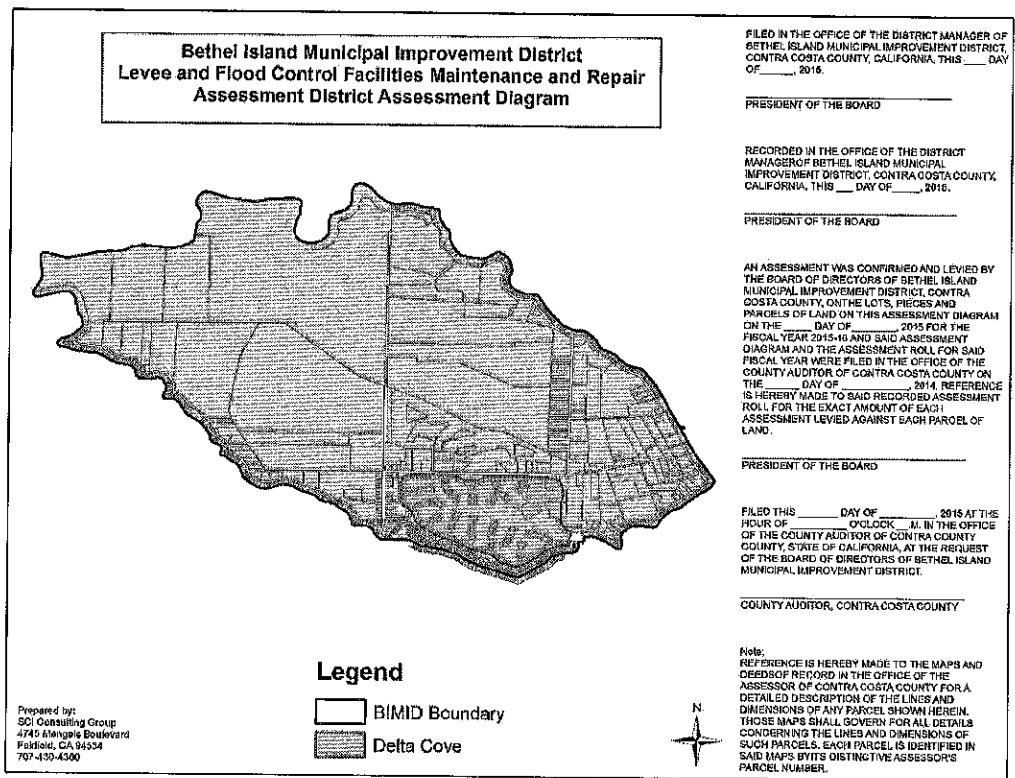 Bethel Island Municipal Improvement District
Levee and Flood Control Facilities Maintenance and Repair
Assessment District Assessment Diagram
FILED IN THE OFFICE OF THE DISTRICT MANAGER OF
BETHEL ISLAND MUNICIPAL IMPROVEMENT DISTRICT,
CONTRA COSTA COUNTY, CALIFORNIA, THIS ____ DAY
OF _____, 2015.
PRESIDENT OF THE BOARD
RECORDED IN THE OFFICE OF THE DISTRICT
MANAGEROF BETHEL ISLAND MUNICIPAL
IMPROVEMENT DISTRICT, CONTRA COSTA COUNTY,
CALIFORNIA, THIS ___ DAY OF _____, 2015.
PRESIDENT OF THE BOARD
AN ASSESSMENT WAS CONFIRMED AND LEVIED BY
THE BOARD OF DIRECTORS OF BETHEL ISLAND
MUNICIPAL IMPROVEMENT DISTRICT, CONTRA
COSTA COUNTY, ON THE LOTS, PIECES AND
PARCELS OF LAND ON THIS ASSESSMENT DIAGRAM
ON THE _____ DAY OF ________, 2015 FOR THE
FISCAL YEAR 2015-16 AND SAID ASSESSMENT
DIAGRAM AND THE ASSESSMENT ROLL FOR SAID
FISCAL YEAR WERE FILED IN THE OFFICE OF THE
COUNTY AUDITOR OF CONTRA COSTA COUNTY ON
THE ______ DAY OF ___________, 2014. REFERENCE
IS HEREBY MADE TO SAID RECORDED ASSESSMENT
ROLL FOR THE EXACT AMOUNT OF EACH
ASSESSMENT LEVIED AGAINST EACH PARCEL OF
LAND.
PRESIDENT OF THE BOARD
FILED THIS _______ DAY OF __________, 2015 AT THE
HOUR OF __________ O'CLOCK __.M. IN THE OFFICE
OF THE COUNTY AUDITOR OF CONTRA COUNTY
COUNTY, STATE OF CALIFORNIA, AT THE REQUEST
OF THE BOARD OF DIRECTORS OF BETHEL ISLAND
MUNICIPAL IMPROVEMENT DISTRICT.
COUNTY AUDITOR, CONTRA COSTA COUNTY
Note:
REFERENCE IS HEREBY MADE TO THE MAPS AND
DEEDSOF RECORD IN THE OFFICE OF THE
ASSESSOR OF CONTRA COSTA COUNTY FOR A
DETAILED DESCRIPTION OF THE LINES AND
DIMENSIONS OF ANY PARCEL SHOWN HEREIN.
THOSE MAPS SHALL GOVERN FOR ALL DETAILS
CONCERNING THE LINES AND DIMENSIONS OF
SUCH PARCELS. EACH PARCEL IS IDENTIFIED IN
SAID MAPS BYITS DISTINCTIVE ASSESSOR'S
PARCEL NUMBER.
Legend
BIMID Boundary
Delta Cove
N
Prepared by:
SCI Consulting Group
4745 Mangels Boulevard
Fairfield, CA 94534
707-430-4300